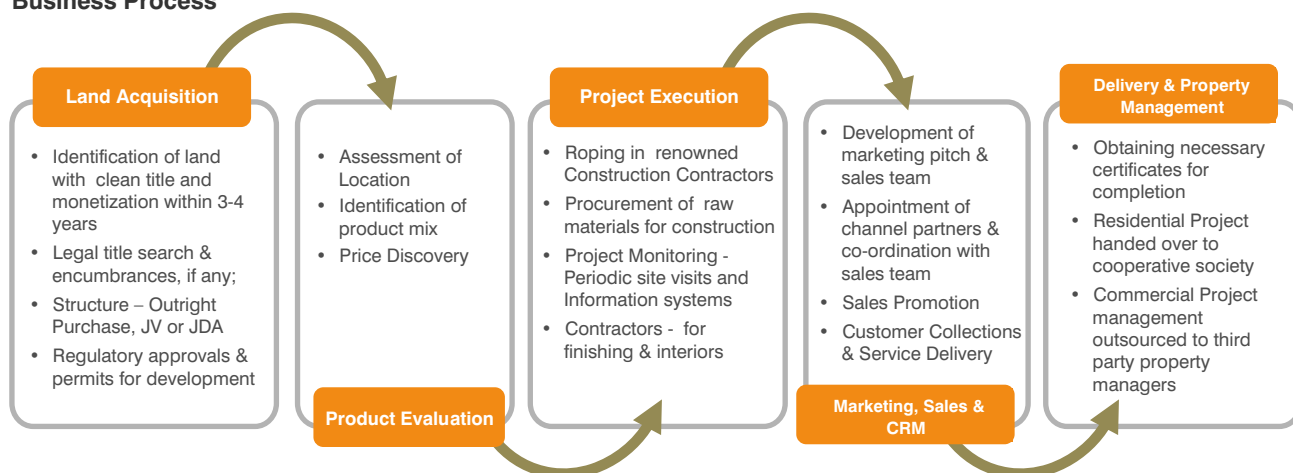 Business Process
Land Acquisition
• Identification of land
with clean title and
monetization within 3-4
years
• Legal title search &
encumbrances, if any;
• Structure – Outright
Purchase, JV or JDA
• Regulatory approvals &
permits for development
• Assessment of
Location
• Identification of
product mix
• Price Discovery
Product Evaluation
Project Execution
• Roping in renowned
Construction Contractors
• Procurement of raw
materials for construction
• Project Monitoring -
Periodic site visits and
Information systems
• Contractors - for
finishing & interiors
• Development of
marketing pitch &
sales team
• Appointment of
channel partners &
co-ordination with
sales team
• Sales Promotion
• Customer Collections
& Service Delivery
Marketing, Sales &
CRM
Delivery & Property
Management
• Obtaining necessary
certificates for
completion
• Residential Project
handed over to
cooperative society
• Commercial Project
management
outsourced to third
party property
managers